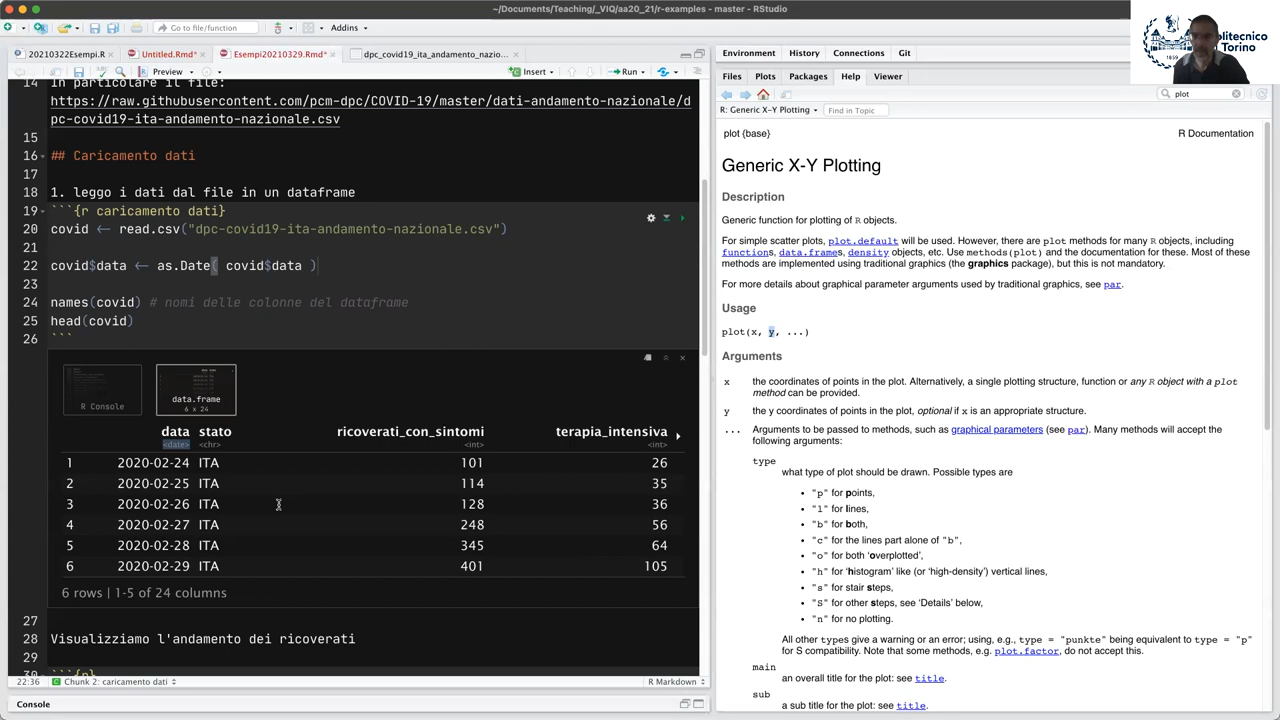 ~/Documents/Teaching/_VIQ/aa20_21/r-examples - master - RStudio
Go to file/function
Addins
20210322Esempi.R
Untitled.Rmd*
Esempi20210329.Rmd*
dpc_covid19_ita_andamento_nazio...
Preview
Insert
Run
14 In particolare il file:
https://raw.githubusercontent.com/pcm-dpc/COVID-19/master/dati-andamento-nazionale/d
pc-covid19-ita-andamento-nazionale.csv
15
16 ## Caricamento dati
17
18 1. leggo i dati dal file in un dataframe
19 ```{r caricamento dati}
20 covid <- read.csv("dpc-covid19-ita-andamento-nazionale.csv")
21
22 covid$data <- as.Date( covid$data )
23
24 names(covid) # nomi delle colonne del dataframe
25 head(covid)
26 ```
R Console
data.frame
6 x 24
data stato ricoverati_con_sintomi terapia_intensiva
<date> <chr> <int> <int>
1 2020-02-24 ITA 101 26
2 2020-02-25 ITA 114 35
3 2020-02-26 ITA 128 36
4 2020-02-27 ITA 248 56
5 2020-02-28 ITA 345 64
6 2020-02-29 ITA 401 105
6 rows | 1-5 of 24 columns
27
28 Visualizziamo l'andamento dei ricoverati
29
30 ```{r}
22:36 Chunk 2: caricamento dati R Markdown
Console
Environment History Connections Git
Files Plots Packages Help Viewer
plot
R: Generic X-Y Plotting Find in Topic
plot {base} R Documentation
Generic X-Y Plotting
Description
Generic function for plotting of R objects.
For simple scatter plots, plot.default will be used. However, there are plot methods for many R objects, including
functions, data.frames, density objects, etc. Use methods(plot) and the documentation for these. Most of these
methods are implemented using traditional graphics (the graphics package), but this is not mandatory.
For more details about graphical parameter arguments used by traditional graphics, see par.
Usage
plot(x, y, ...)
Arguments
x the coordinates of points in the plot. Alternatively, a single plotting structure, function or any R object with a plot
method can be provided.
y the y coordinates of points in the plot, optional if x is an appropriate structure.
... Arguments to be passed to methods, such as graphical parameters (see par). Many methods will accept the
following arguments:
type
what type of plot should be drawn. Possible types are
• "p" for points,
• "l" for lines,
• "b" for both,
• "c" for the lines part alone of "b",
• "o" for both ‘overplotted’,
• "h" for ‘histogram’ like (or ‘high-density’) vertical lines,
• "s" for stair steps,
• "S" for other steps, see ‘Details’ below,
• "n" for no plotting.
All other types give a warning or an error; using, e.g., type = "punkte" being equivalent to type = "p"
for S compatibility. Note that some methods, e.g. plot.factor, do not accept this.
main
an overall title for the plot: see title.
sub
a sub title for the plot: see title.
olitecnico
Torino
1859